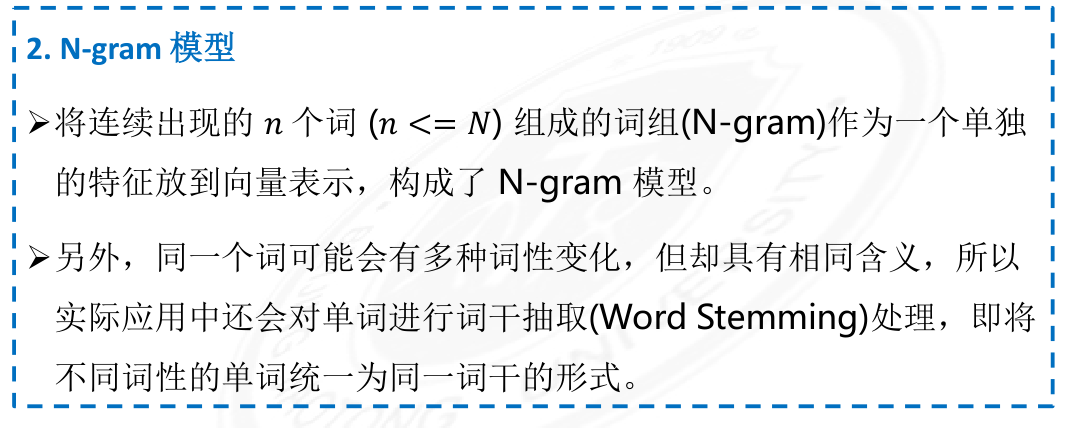 2. N-gram 模型
➢将连续出现的 n 个词 (n <= N) 组成的词组(N-gram)作为一个单独
的特征放到向量表示，构成了 N-gram 模型。
➢另外，同一个词可能会有多种词性变化，但却具有相同含义，所以
实际应用中还会对单词进行词干抽取(Word Stemming)处理，即将
不同词性的单词统一为同一词干的形式。